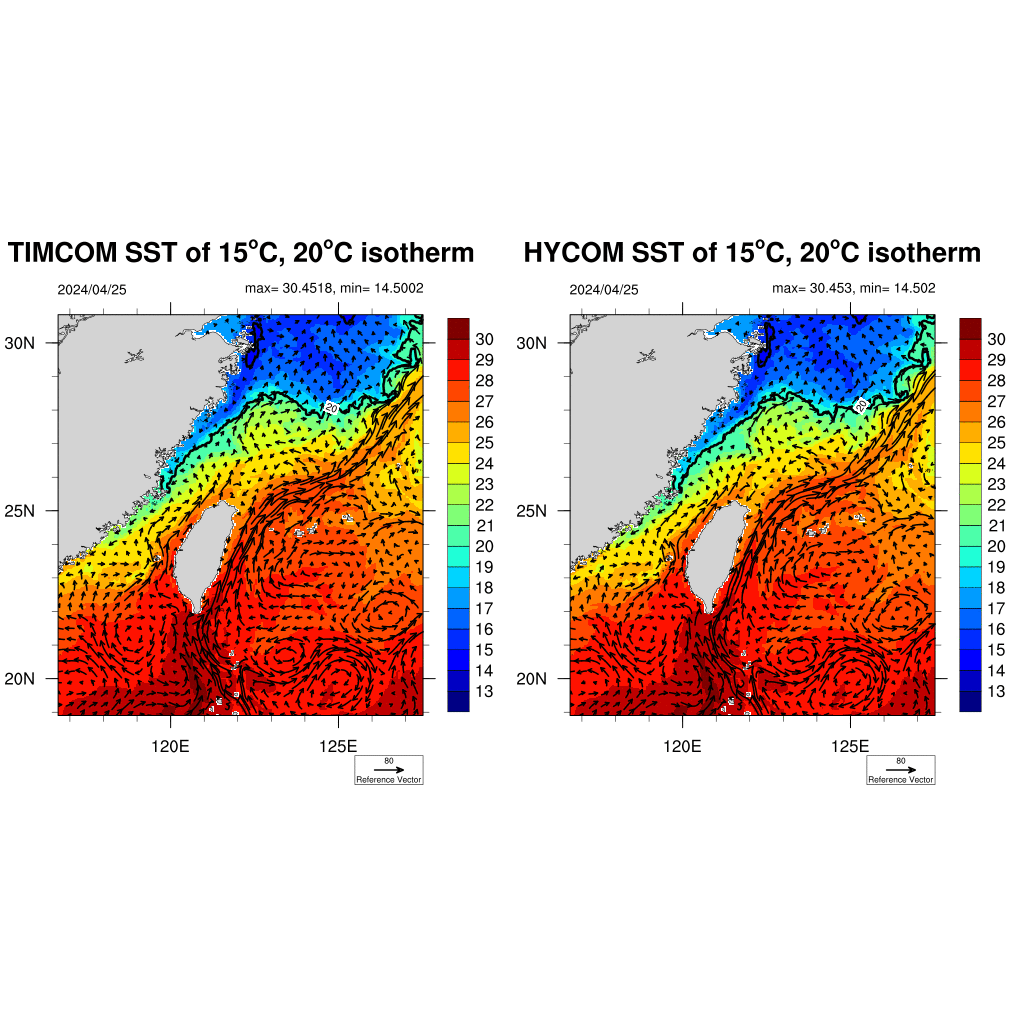 TIMCOM SST of 15°C, 20°C isotherm
2024/04/25
max= 30.4518, min= 14.5002
30N
25N
20N
120E
125E
20
30
29
28
27
26
25
24
23
22
21
20
19
18
17
16
15
14
13
80
Reference Vector
HYCOM SST of 15°C, 20°C isotherm
2024/04/25
max= 30.453, min= 14.502
30N
25N
20N
120E
125E
20
30
29
28
27
26
25
24
23
22
21
20
19
18
17
16
15
14
13
80
Reference Vector